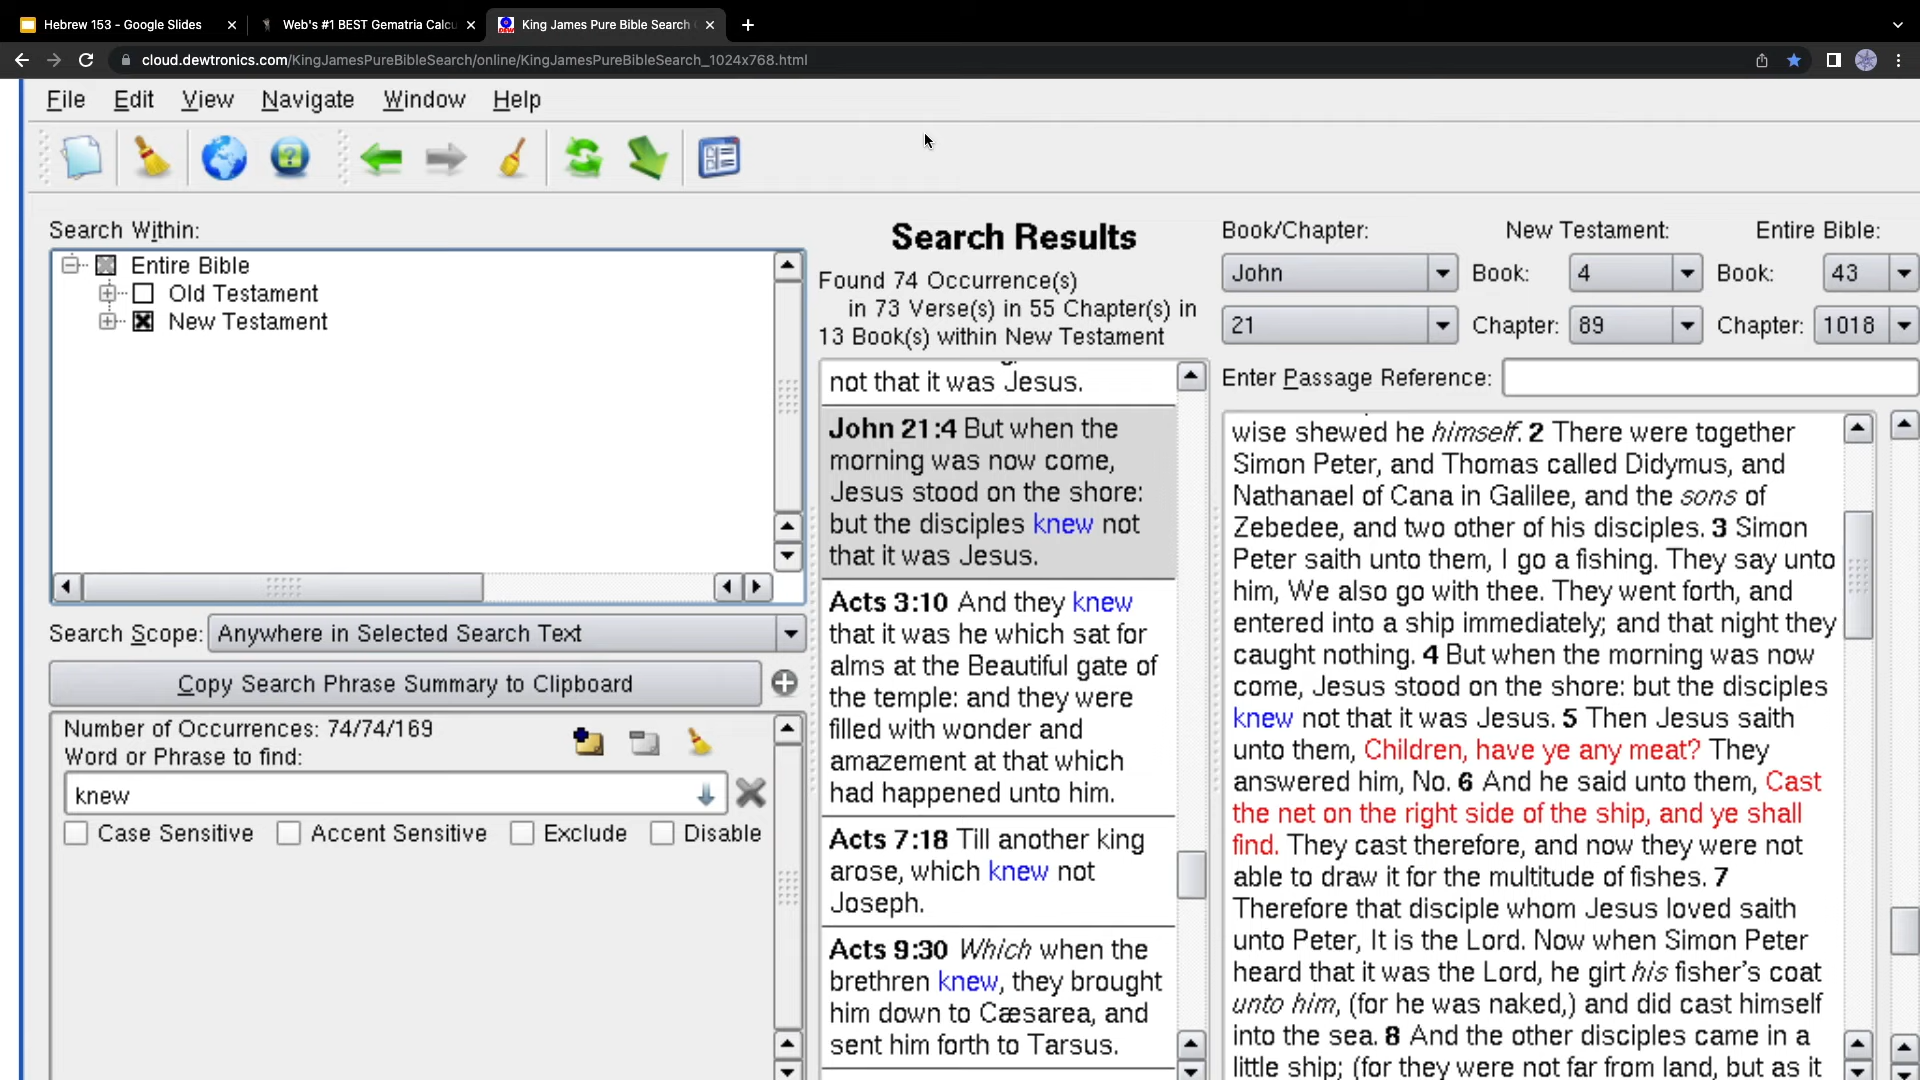 Hebrew 153 - Google Slides
Web's #1 BEST Gematria Calcu
King James Pure Bible Search
cloud.dewtronics.com/KingJamesPureBibleSearch/online/KingJamesPureBibleSearch_1024x768.html
File Edit View Navigate Window Help
Search Within:
Entire Bible
Old Testament
New Testament
Search Scope: Anywhere in Selected Search Text
Copy Search Phrase Summary to Clipboard
Number of Occurrences: 74/74/169
Word or Phrase to find:
knew
Case Sensitive Accent Sensitive Exclude Disable
Search Results
Found 74 Occurrence(s)
in 73 Verse(s) in 55 Chapter(s) in
13 Book(s) within New Testament
not that it was Jesus.
John 21:4 But when the
morning was now come,
Jesus stood on the shore:
but the disciples knew not
that it was Jesus.
Acts 3:10 And they knew
that it was he which sat for
alms at the Beautiful gate of
the temple: and they were
filled with wonder and
amazement at that which
had happened unto him.
Acts 7:18 Till another king
arose, which knew not
Joseph.
Acts 9:30 Which when the
brethren knew, they brought
him down to Cæsarea, and
sent him forth to Tarsus.
Book/Chapter: New Testament: Entire Bible:
John Book: 4 Book: 43
21 Chapter: 89 Chapter: 1018
Enter Passage Reference:
wise shewed he himself. 2 There were together
Simon Peter, and Thomas called Didymus, and
Nathanael of Cana in Galilee, and the sons of
Zebedee, and two other of his disciples. 3 Simon
Peter saith unto them, I go a fishing. They say unto
him, We also go with thee. They went forth, and
entered into a ship immediately; and that night they
caught nothing. 4 But when the morning was now
come, Jesus stood on the shore: but the disciples
knew not that it was Jesus. 5 Then Jesus saith
unto them, Children, have ye any meat? They
answered him, No. 6 And he said unto them, Cast
the net on the right side of the ship, and ye shall
find. They cast therefore, and now they were not
able to draw it for the multitude of fishes. 7
Therefore that disciple whom Jesus loved saith
unto Peter, It is the Lord. Now when Simon Peter
heard that it was the Lord, he girt his fisher's coat
unto him, (for he was naked,) and did cast himself
into the sea. 8 And the other disciples came in a
little ship; (for they were not far from land, but as it